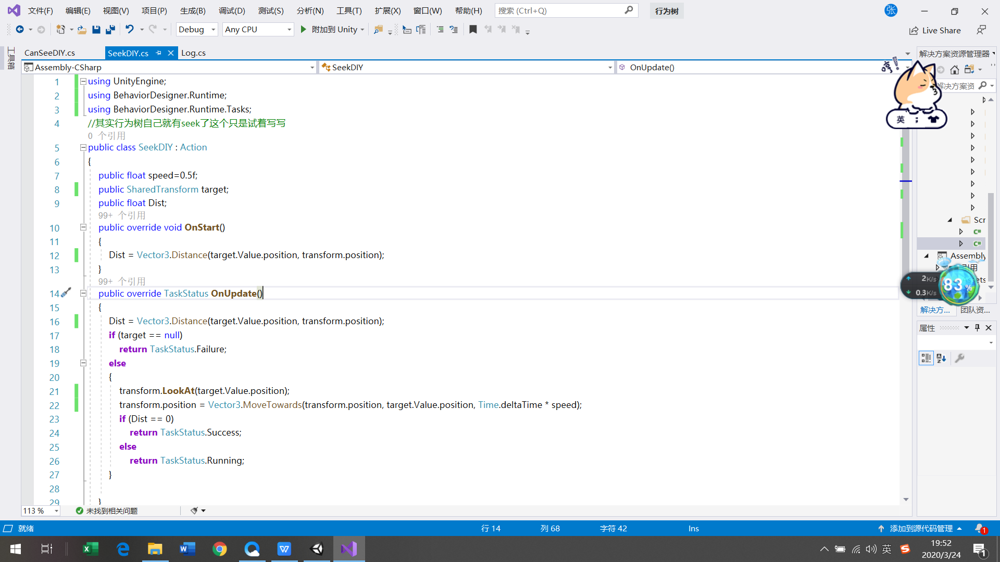 文件(F) 编辑(E) 视图(V) 项目(P) 生成(B) 调试(D) 测试(S) 分析(N) 工具(T) 扩展(X) 窗口(W) 帮助(H) 搜索 (Ctrl+Q) 行为树 张
Debug Any CPU 附加到 Unity Live Share
工具箱
CanSeeDIY.cs SeekDIY.cs Log.cs 解决方案资源管理器
Assembly-CSharp SeekDIY OnUpdate()
哼!
解决方案资
英 ;
1 using UnityEngine;
2 using BehaviorDesigner.Runtime;
3 using BehaviorDesigner.Runtime.Tasks;
4 //其实行为树自己就有seek了这个只是试着写写
0 个引用
5 public class SeekDIY : Action
6 {
7 public float speed=0.5f;
8 public SharedTransform target;
9 public float Dist;
99+ 个引用
10 public override void OnStart()
11 {
12 Dist = Vector3.Distance(target.Value.position, transform.position);
13 }
99+ 个引用
14 public override TaskStatus OnUpdate()
15 {
16 Dist = Vector3.Distance(target.Value.position, transform.position);
17 if (target == null)
18 return TaskStatus.Failure;
19 else
20 {
21 transform.LookAt(target.Value.position);
22 transform.position = Vector3.MoveTowards(transform.position, target.Value.position, Time.deltaTime * speed);
23 if (Dist == 0)
24 return TaskStatus.Success;
25 else
26 return TaskStatus.Running;
27 }
28
29 }
Scr
C#
C#
Assembly
引用
ets
2K/s
0.3K/s
83%
解决方... 团队资...
属性
113 % 未找到相关问题
就绪 行 14 列 68 字符 42 Ins 添加到源代码管理 1
英 19:52
2020/3/24 1